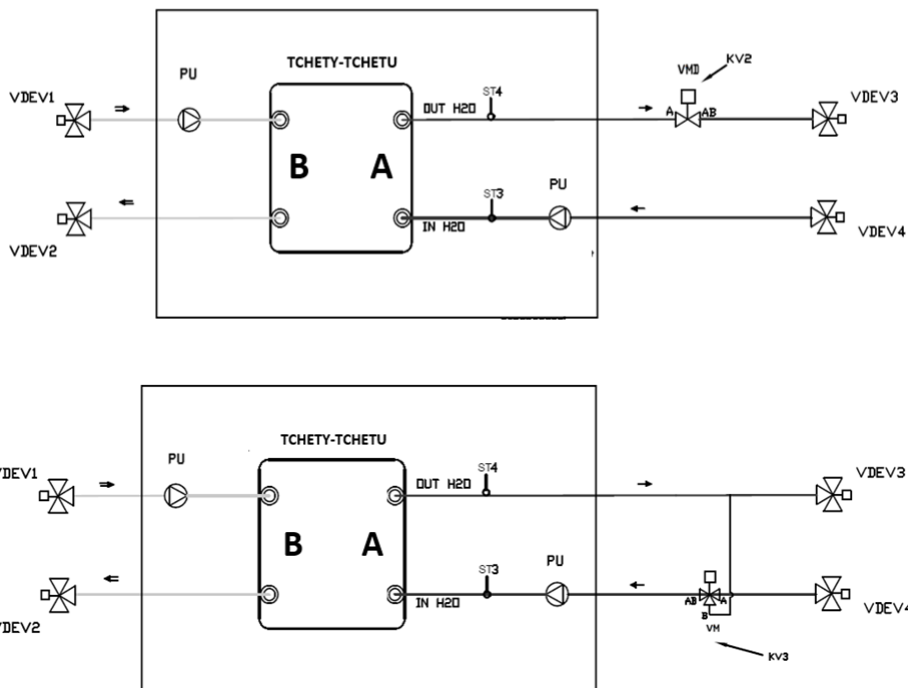 TCHETY-TCHETU
PU
VDEV1
B
A
OUT H2O
ST4
VMD
KV2
A
AB
VDEV3
VDEV2
ST3
PU
IN H2O
VDEV4
TCHETY-TCHETU
PU
VDEV1
B
A
OUT H2O
ST4
VDEV3
VDEV2
ST3
PU
IN H2O
AB
A
B
VM
VDEV4
KV3